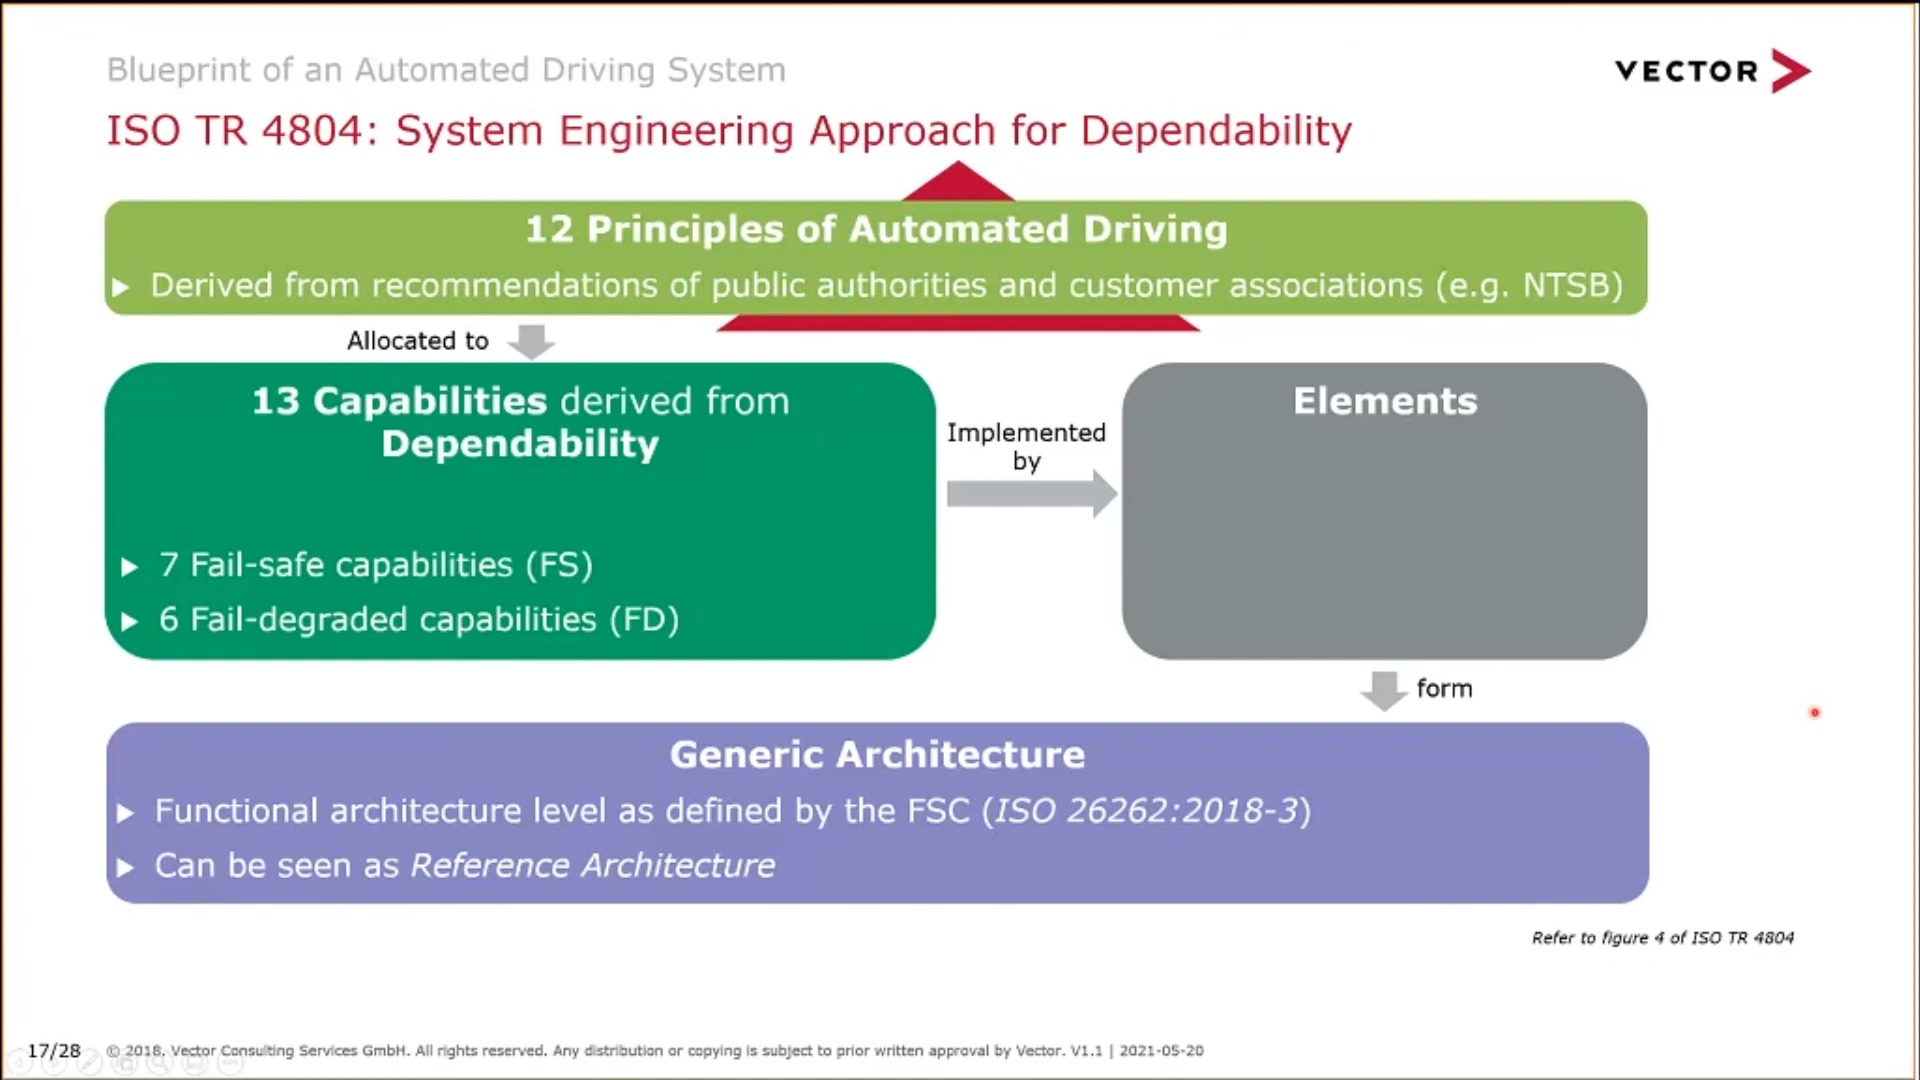 Blueprint of an Automated Driving System
VECTOR
ISO TR 4804: System Engineering Approach for Dependability
12 Principles of Automated Driving
Derived from recommendations of public authorities and customer associations (e.g. NTSB)
Allocated to
13 Capabilities derived from
Dependability
7 Fail-safe capabilities (FS)
6 Fail-degraded capabilities (FD)
Implemented
by
Elements
form
Generic Architecture
Functional architecture level as defined by the FSC (ISO 26262:2018-3)
Can be seen as Reference Architecture
Refer to figure 4 of ISO TR 4804
17/28 © 2018. Vector Consulting Services GmbH. All rights reserved. Any distribution or copying is subject to prior written approval by Vector. V1.1 | 2021-05-20